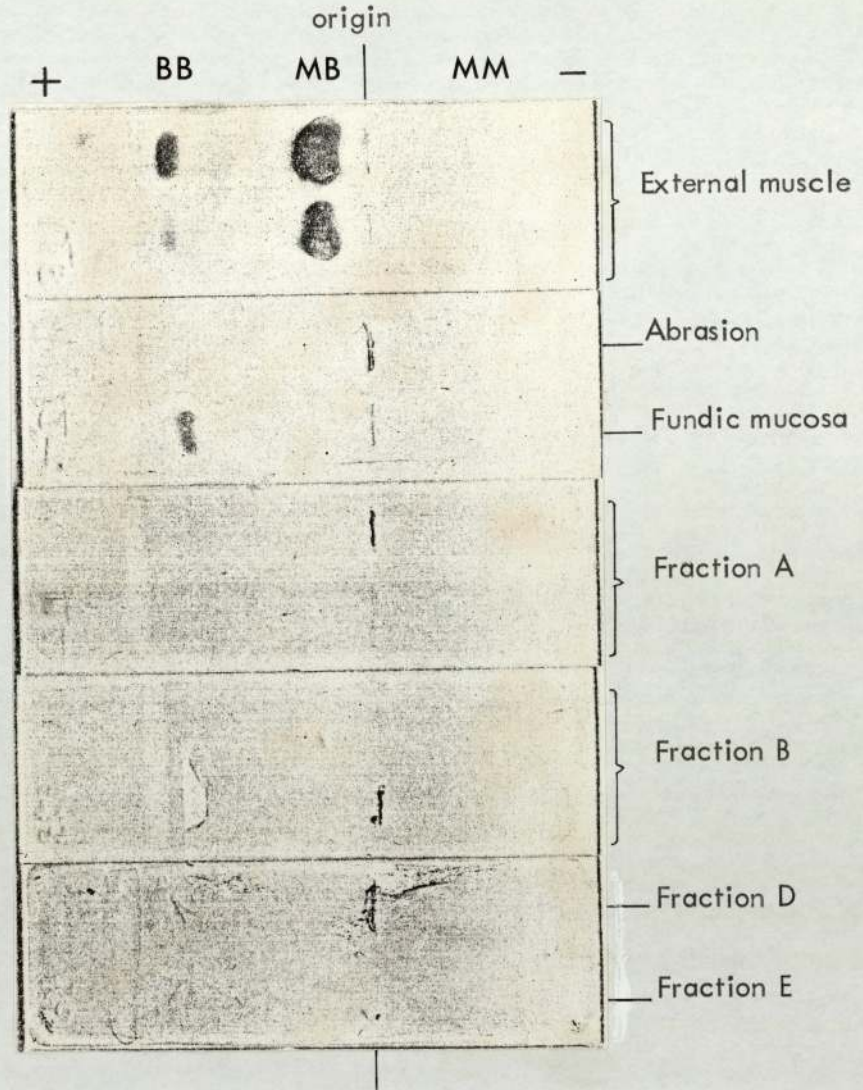 origin
+ BB MB MM −
External muscle
Abrasion
Fundic mucosa
Fraction A
Fraction B
Fraction D
Fraction E